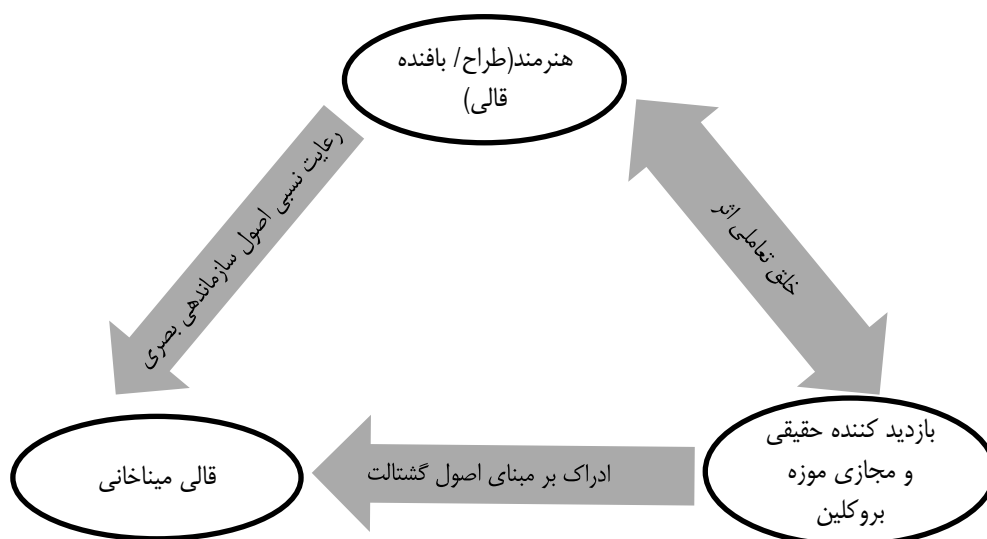 هنرمند(طراح/ بافنده
قالی)
رعایت نسبی اصول سازماندهی بصری
خلق تعاملی اثر
بازدید کننده حقیقی
و مجازی موزه
بروکلین
ادراک بر مبنای اصول گشتالت
قالی میناخانی